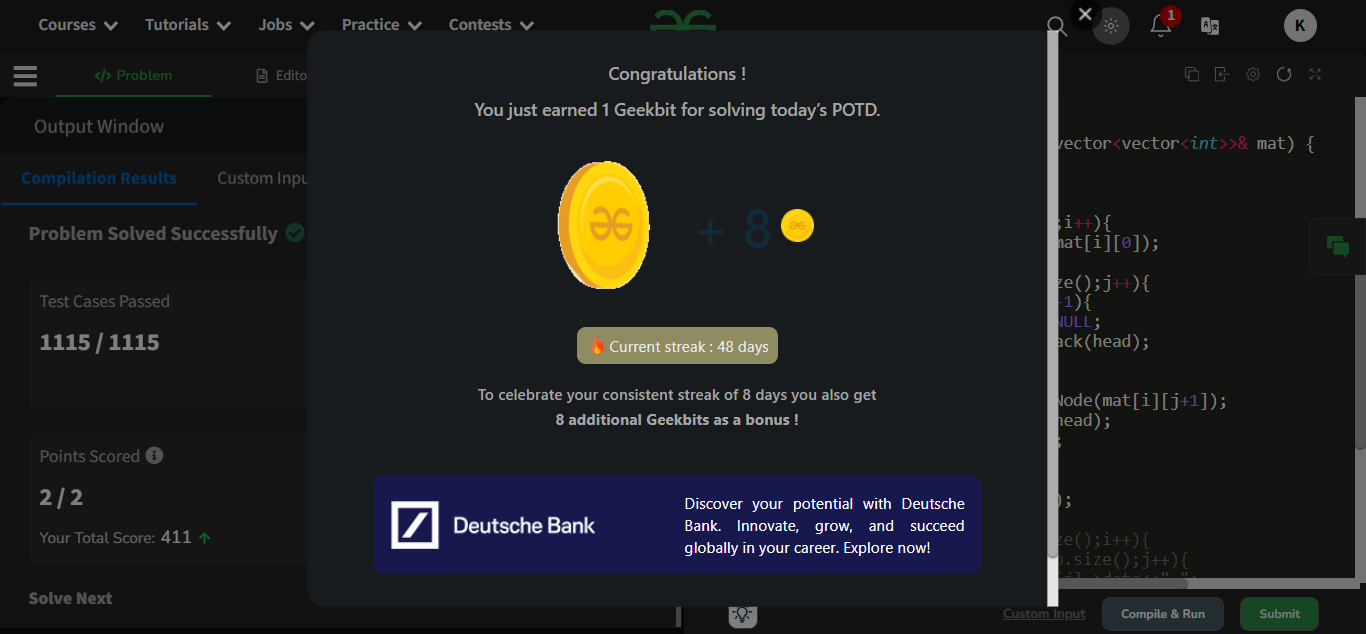 Courses Tutorials Jobs Practice Contests 1 K
</> Problem Edito
Output Window
Compilation Results Custom Inpu
Problem Solved Successfully
Test Cases Passed
1115 / 1115
Points Scored
2 / 2
Your Total Score: 411
Solve Next
Congratulations !
You just earned 1 Geekbit for solving today's POTD.
+ 8
Current streak : 48 days
To celebrate your consistent streak of 8 days you also get
8 additional Geekbits as a bonus !
Deutsche Bank
Discover your potential with Deutsche
Bank. Innovate, grow, and succeed
globally in your career. Explore now!
vector<vector<int>>& mat) {
;i++){
mat[i][0]);
ze();j++){
-1){
NULL;
ack(head);
Node(mat[i][j+1]);
head);
;
);
ze();i++){
p.size();j++){
Custom Input Compile & Run Submit